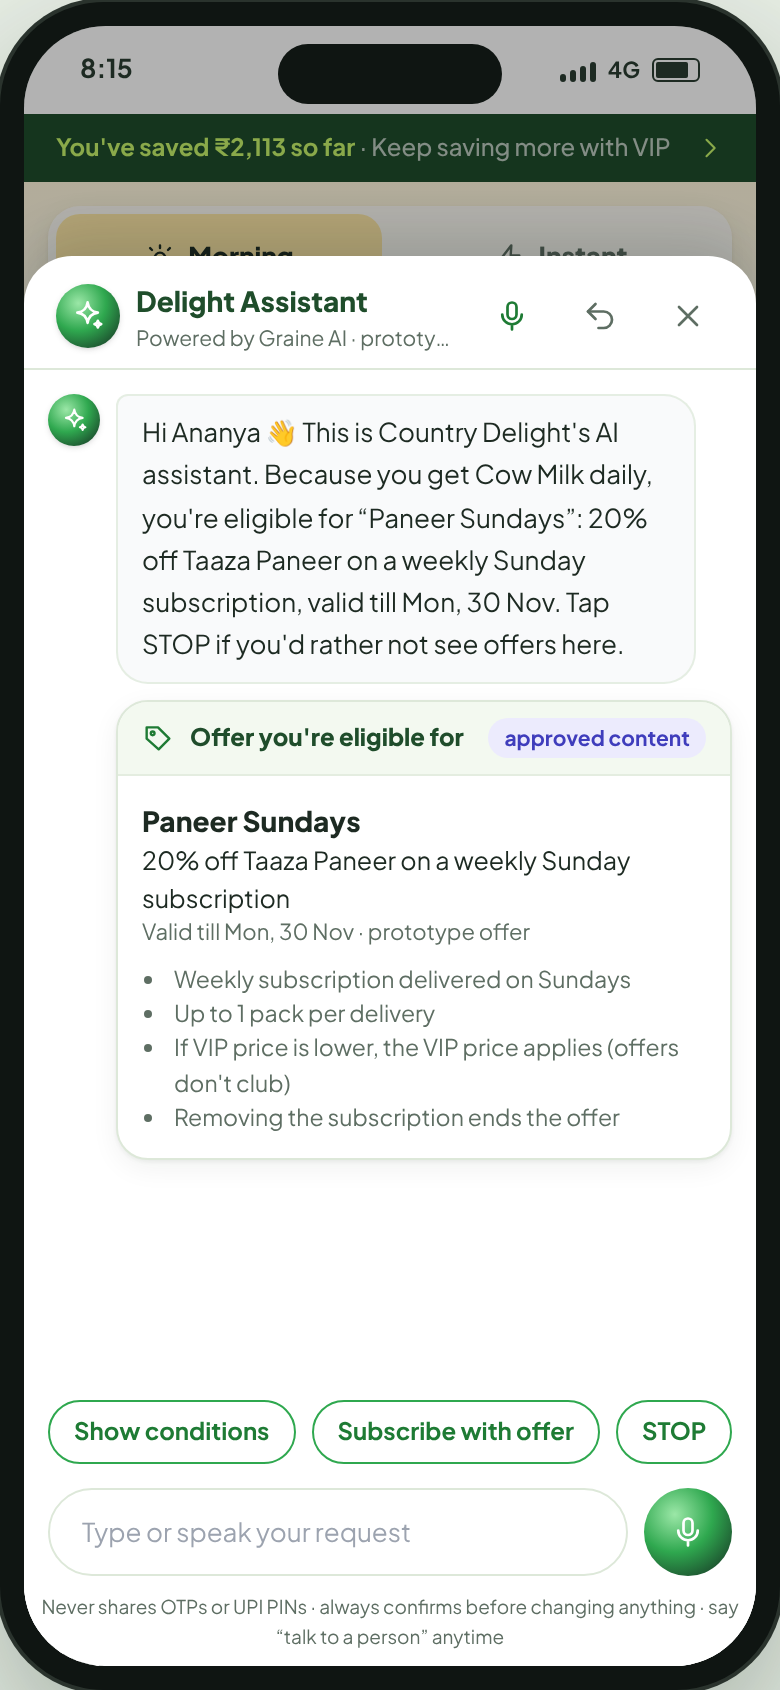 8:15
4G
You've saved ₹2,113 so far · Keep saving more with VIP
Morning
Instant
Delight Assistant
Powered by Graine AI · prototy...
Hi Ananya 👋 This is Country Delight's AI
assistant. Because you get Cow Milk daily,
you're eligible for “Paneer Sundays”: 20%
off Taaza Paneer on a weekly Sunday
subscription, valid till Mon, 30 Nov. Tap
STOP if you'd rather not see offers here.
Offer you're eligible for
approved content
Paneer Sundays
20% off Taaza Paneer on a weekly Sunday
subscription
Valid till Mon, 30 Nov · prototype offer
• Weekly subscription delivered on Sundays
• Up to 1 pack per delivery
• If VIP price is lower, the VIP price applies (offers
don't club)
• Removing the subscription ends the offer
Show conditions
Subscribe with offer
STOP
Type or speak your request
Never shares OTPs or UPI PINs · always confirms before changing anything · say
“talk to a person” anytime